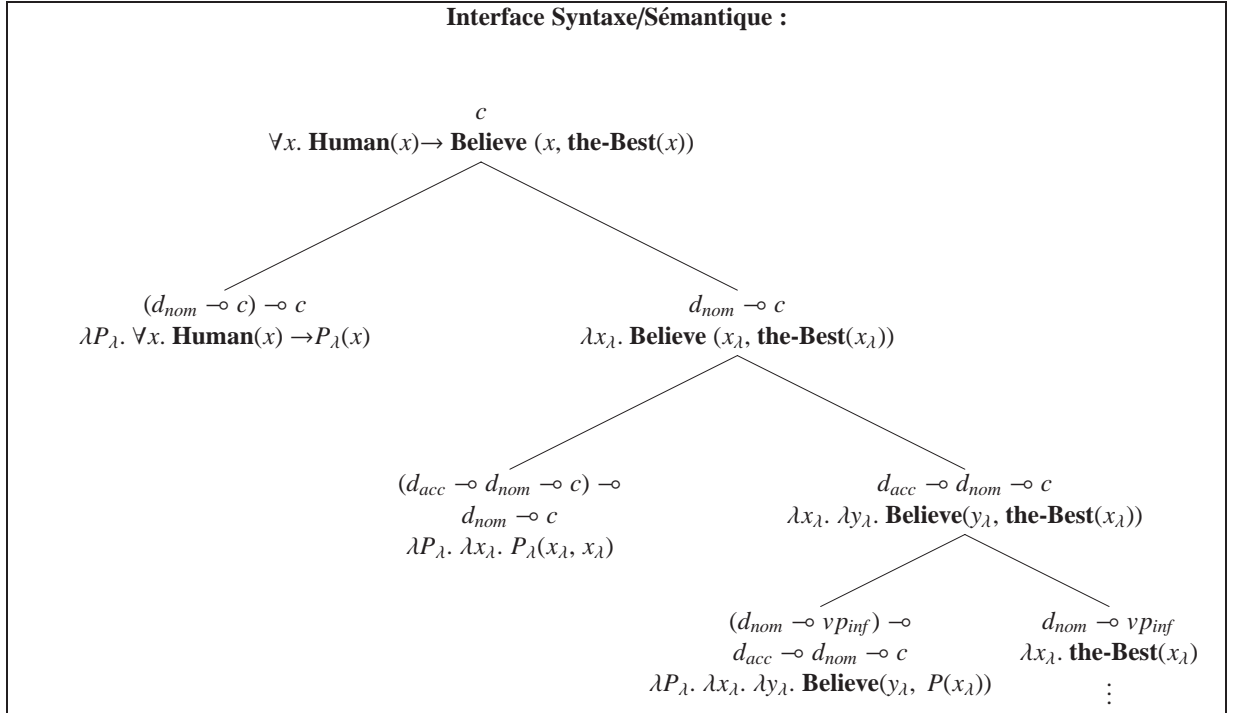 Interface Syntaxe/Sémantique :
c
∀x. Human(x)→ Believe (x, the-Best(x))
(d_nom ⊸ c) ⊸ c
λP_λ. ∀x. Human(x) →P_λ(x)
d_nom ⊸ c
λx_λ. Believe (x_λ, the-Best(x_λ))
(d_acc ⊸ d_nom ⊸ c) ⊸
d_nom ⊸ c
λP_λ. λx_λ. P_λ(x_λ, x_λ)
d_acc ⊸ d_nom ⊸ c
λx_λ. λy_λ. Believe(y_λ, the-Best(x_λ))
(d_nom ⊸ vp_inf) ⊸
d_acc ⊸ d_nom ⊸ c
λP_λ. λx_λ. λy_λ. Believe(y_λ, P(x_λ))
d_nom ⊸ vp_inf
λx_λ. the-Best(x_λ)
⋮